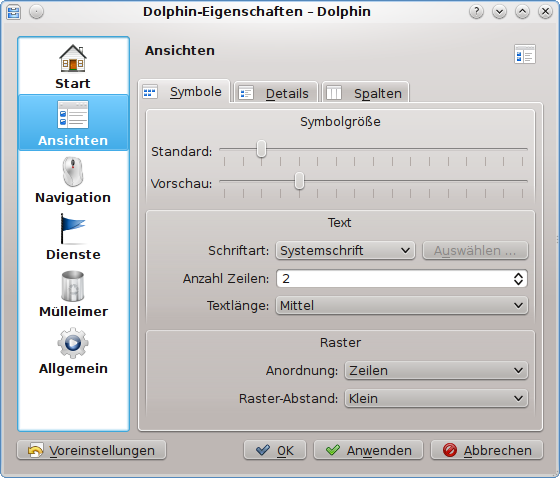 Dolphin-Eigenschaften – Dolphin
Start
Ansichten
Navigation
Dienste
Mülleimer
Allgemein
Ansichten
Symbole Details Spalten
Symbolgröße
Standard:
Vorschau:
Text
Schriftart: Systemschrift Auswählen ...
Anzahl Zeilen: 2
Textlänge: Mittel
Raster
Anordnung: Zeilen
Raster-Abstand: Klein
Voreinstellungen OK Anwenden Abbrechen